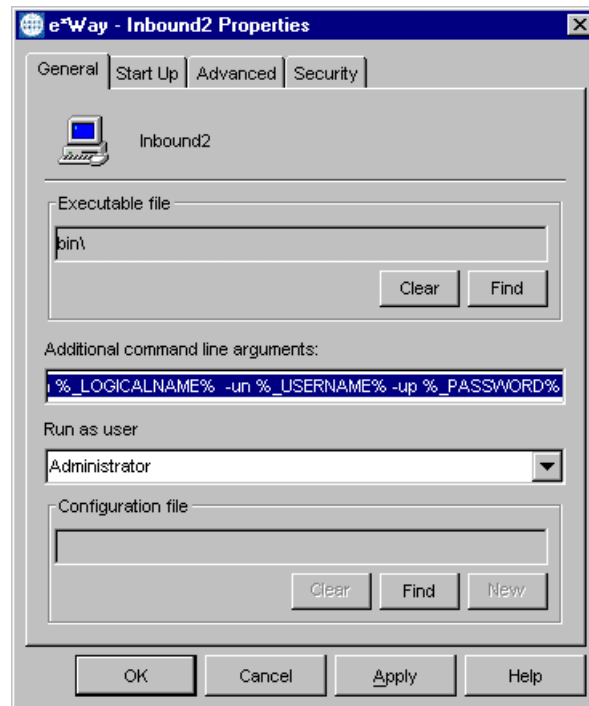 e*Way - Inbound2 Properties
General Start Up Advanced Security
Inbound2
Executable file
bin\
Clear Find
Additional command line arguments:
%_LOGICALNAME% -un %_USERNAME% -up %_PASSWORD%
Run as user
Administrator
Configuration file
Clear Find New
OK Cancel Apply Help